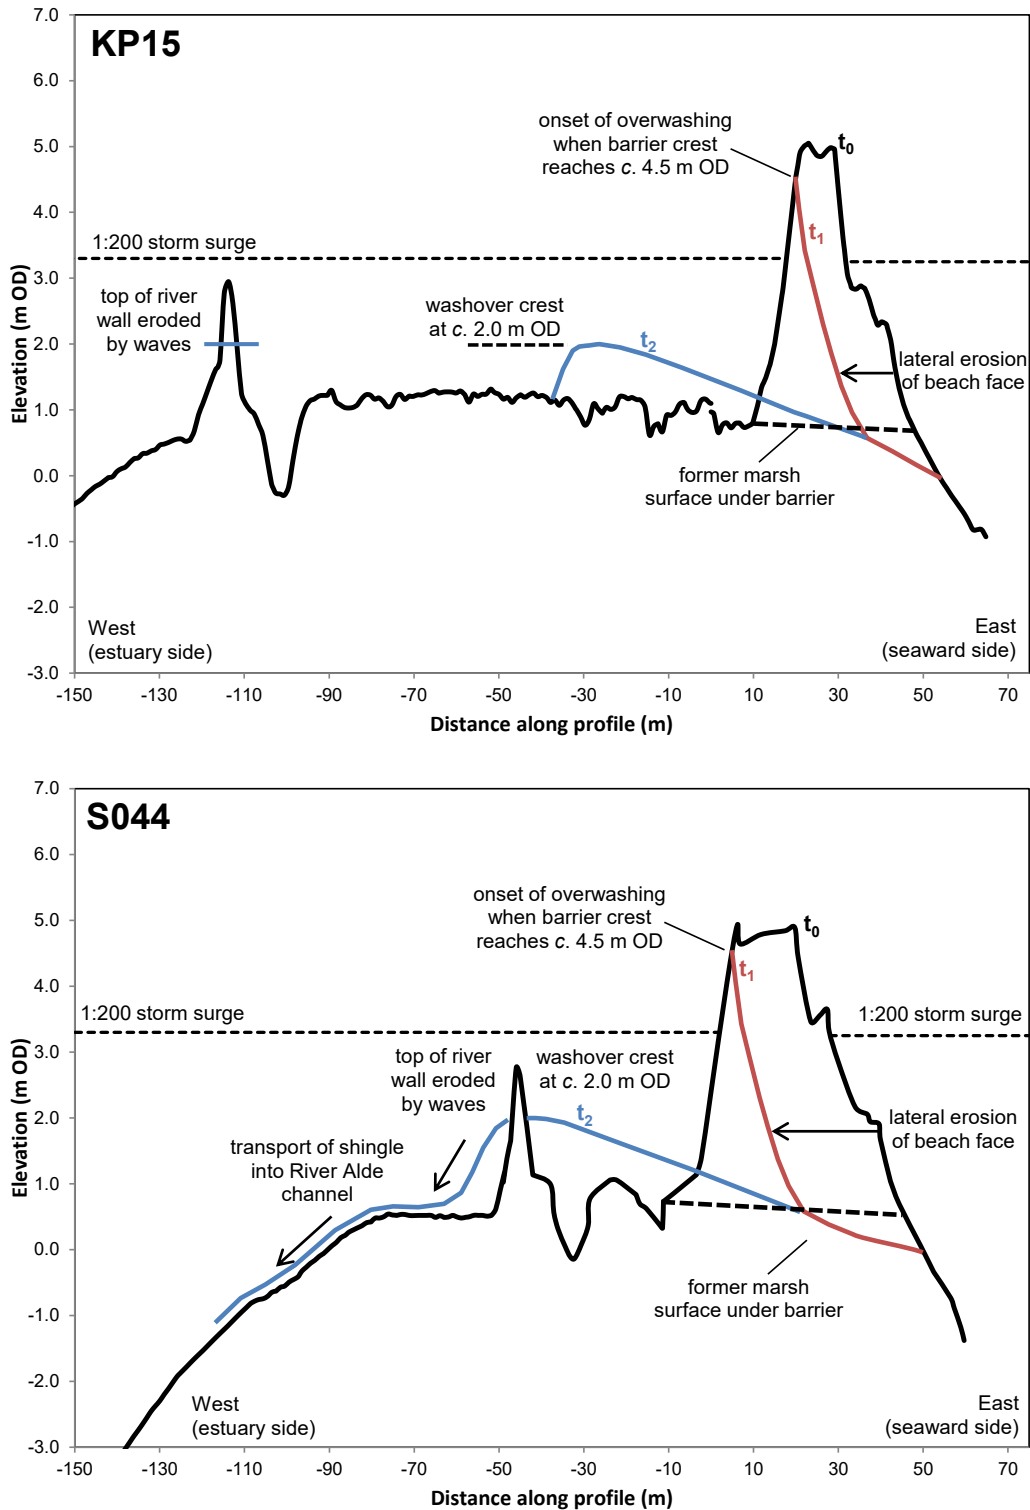 KP15
7.0
6.0
5.0
4.0
3.0
2.0
1.0
0.0
-1.0
-2.0
-3.0
Elevation (m OD)
onset of overwashing
when barrier crest
reaches c. 4.5 m OD
t0
t1
1:200 storm surge
top of river
wall eroded
by waves
washover crest
at c. 2.0 m OD
t2
lateral erosion
of beach face
former marsh
surface under barrier
West
(estuary side)
East
(seaward side)
-150 -130 -110 -90 -70 -50 -30 -10 10 30 50 70
Distance along profile (m)
S044
7.0
6.0
5.0
4.0
3.0
2.0
1.0
0.0
-1.0
-2.0
-3.0
Elevation (m OD)
onset of overwashing
when barrier crest
reaches c. 4.5 m OD
t0
t1
1:200 storm surge
1:200 storm surge
top of river
wall eroded
by waves
washover crest
at c. 2.0 m OD
t2
lateral erosion
of beach face
transport of shingle
into River Alde
channel
former marsh
surface under barrier
West
(estuary side)
East
(seaward side)
-150 -130 -110 -90 -70 -50 -30 -10 10 30 50 70
Distance along profile (m)